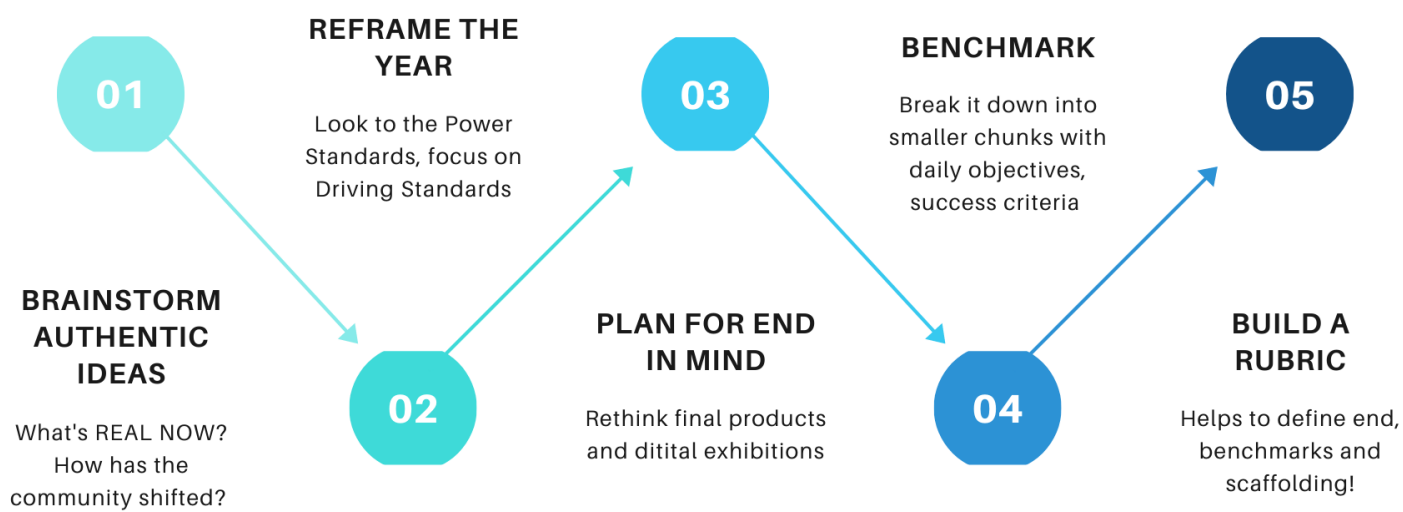 01
BRAINSTORM
AUTHENTIC
IDEAS
What's REAL NOW?
How has the
community shifted?
REFRAME THE
YEAR
Look to the Power
Standards, focus on
Driving Standards
02
03
PLAN FOR END
IN MIND
Rethink final products
and ditital exhibitions
BENCHMARK
Break it down into
smaller chunks with
daily objectives,
success criteria
04
05
BUILD A
RUBRIC
Helps to define end,
benchmarks and
scaffolding!